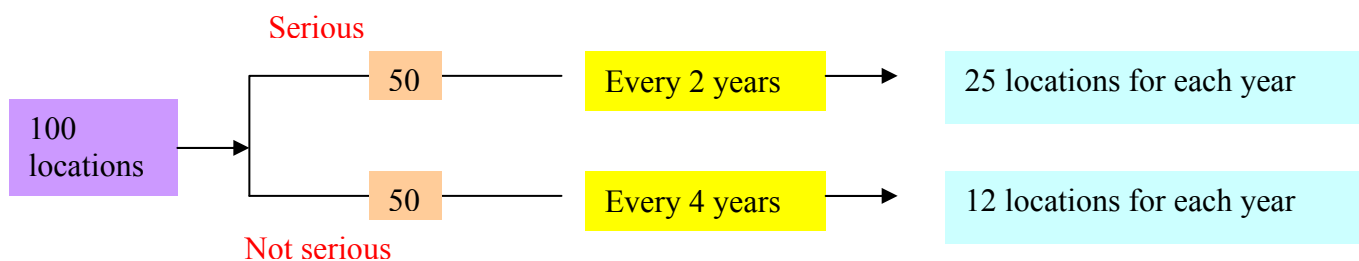 Serious
50
Every 2 years
25 locations for each year
100
locations
50
Every 4 years
12 locations for each year
Not serious